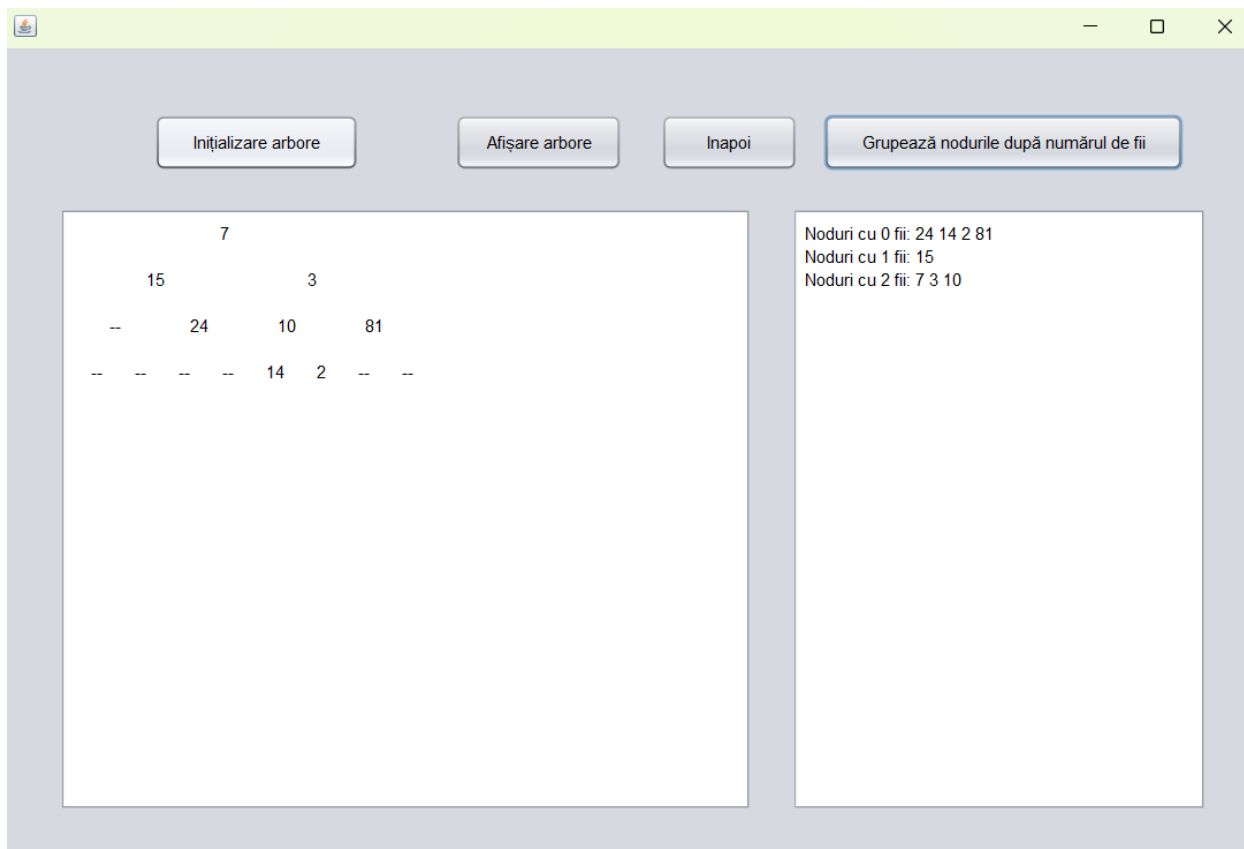 Inițializare arbore Afișare arbore Inapoi Grupează nodurile după numărul de fii
7
15 3
-- 24 10 81
-- -- -- -- 14 2 -- --
Noduri cu 0 fii: 24 14 2 81
Noduri cu 1 fii: 15
Noduri cu 2 fii: 7 3 10